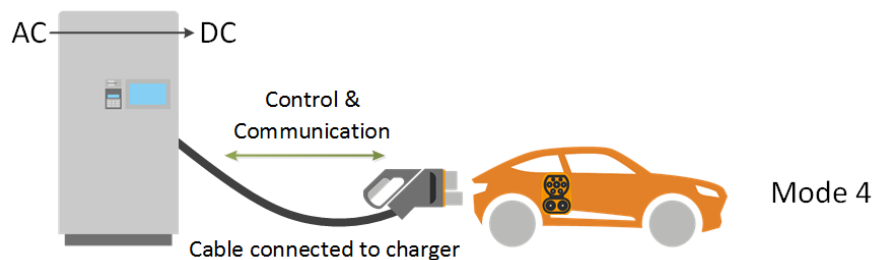 AC DC
Control &
Communication
Mode 4
Cable connected to charger